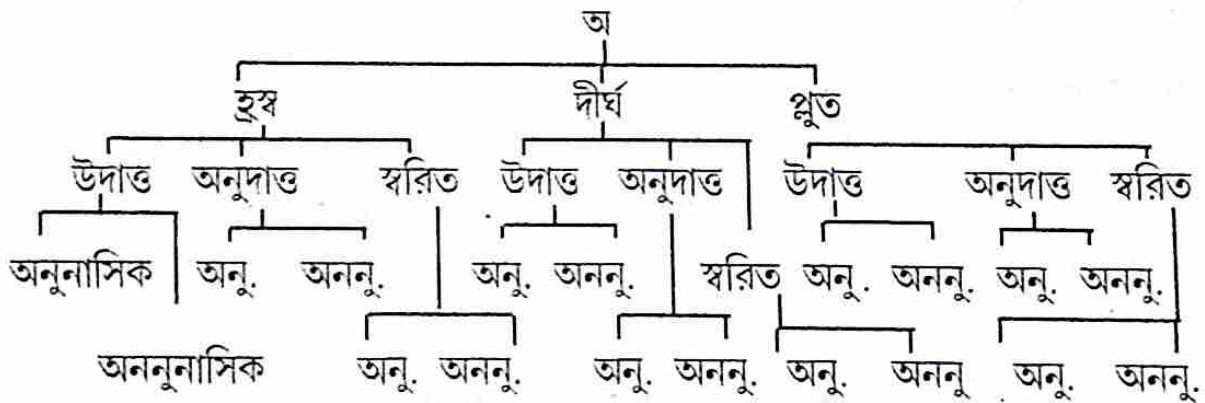 অ
হ্রস্ব দীর্ঘ প্লুত
উদাত্ত অনুদাত্ত স্বরিত উদাত্ত অনুদাত্ত উদাত্ত অনুদাত্ত স্বরিত
অনুনাসিক অনু. অননু. অনু. অননু. স্বরিত অনু. অননু. অনু. অননু.
অননুনাসিক অনু. অননু. অনু. অননু. অনু. অননু অনু. অননু.